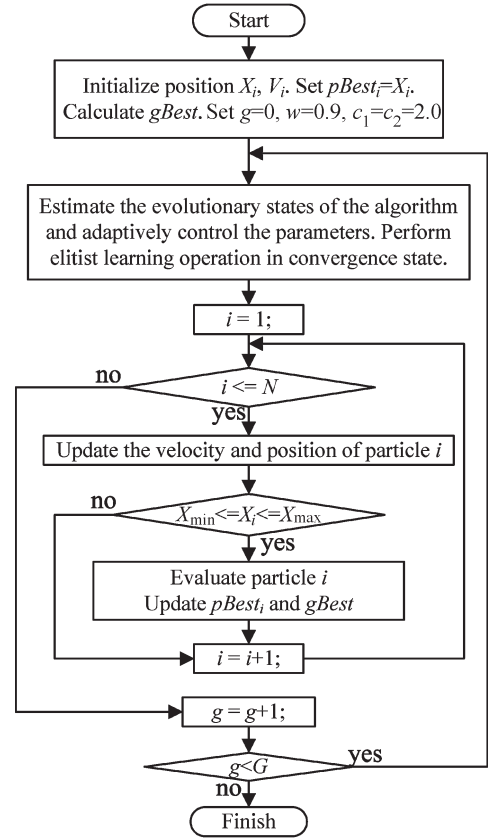 Start
Initialize position Xᵢ, Vᵢ. Set pBestᵢ=Xᵢ.
Calculate gBest. Set g=0, w=0.9, c₁=c₂=2.0
Estimate the evolutionary states of the algorithm
and adaptively control the parameters. Perform
elitist learning operation in convergence state.
i = 1;
no
i <= N
yes
Update the velocity and position of particle i
no
Xmin<=Xᵢ<=Xmax
yes
Evaluate particle i
Update pBestᵢ and gBest
i = i+1;
g = g+1;
g<G
yes
no
Finish